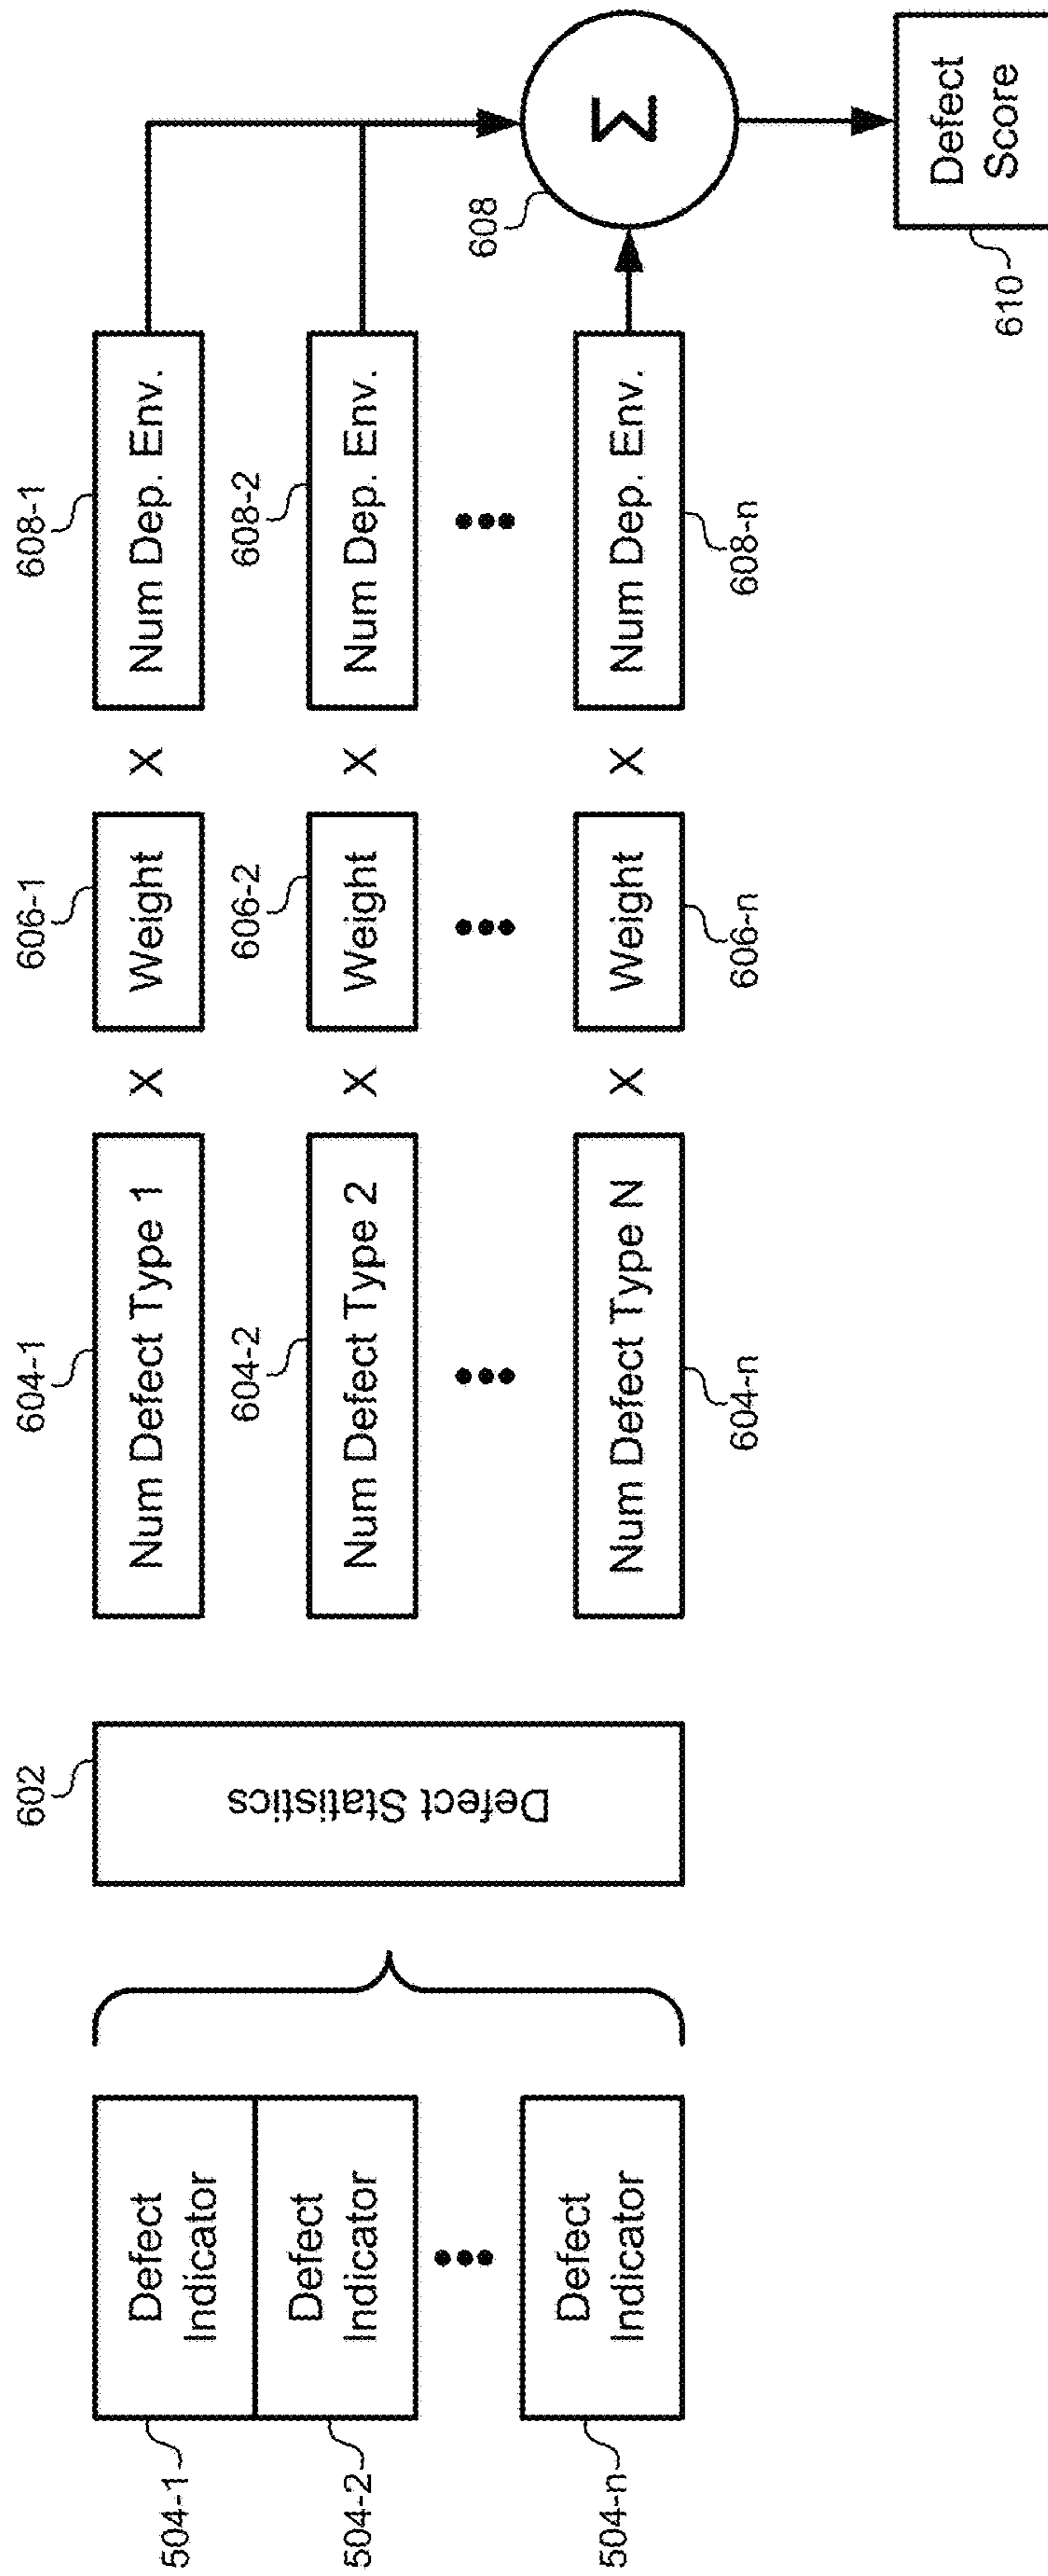 504-1
Defect
Indicator
504-2
Defect
Indicator
504-n
Defect
Indicator
602
Defect Statistics
604-1
Num Defect Type 1
X
606-1
Weight
X
608-1
Num Dep. Env.
604-2
Num Defect Type 2
X
606-2
Weight
X
608-2
Num Dep. Env.
Num Defect Type N
604-n
X
Weight
606-n
X
Num Dep. Env.
608-n
608
Σ
Defect
Score
610